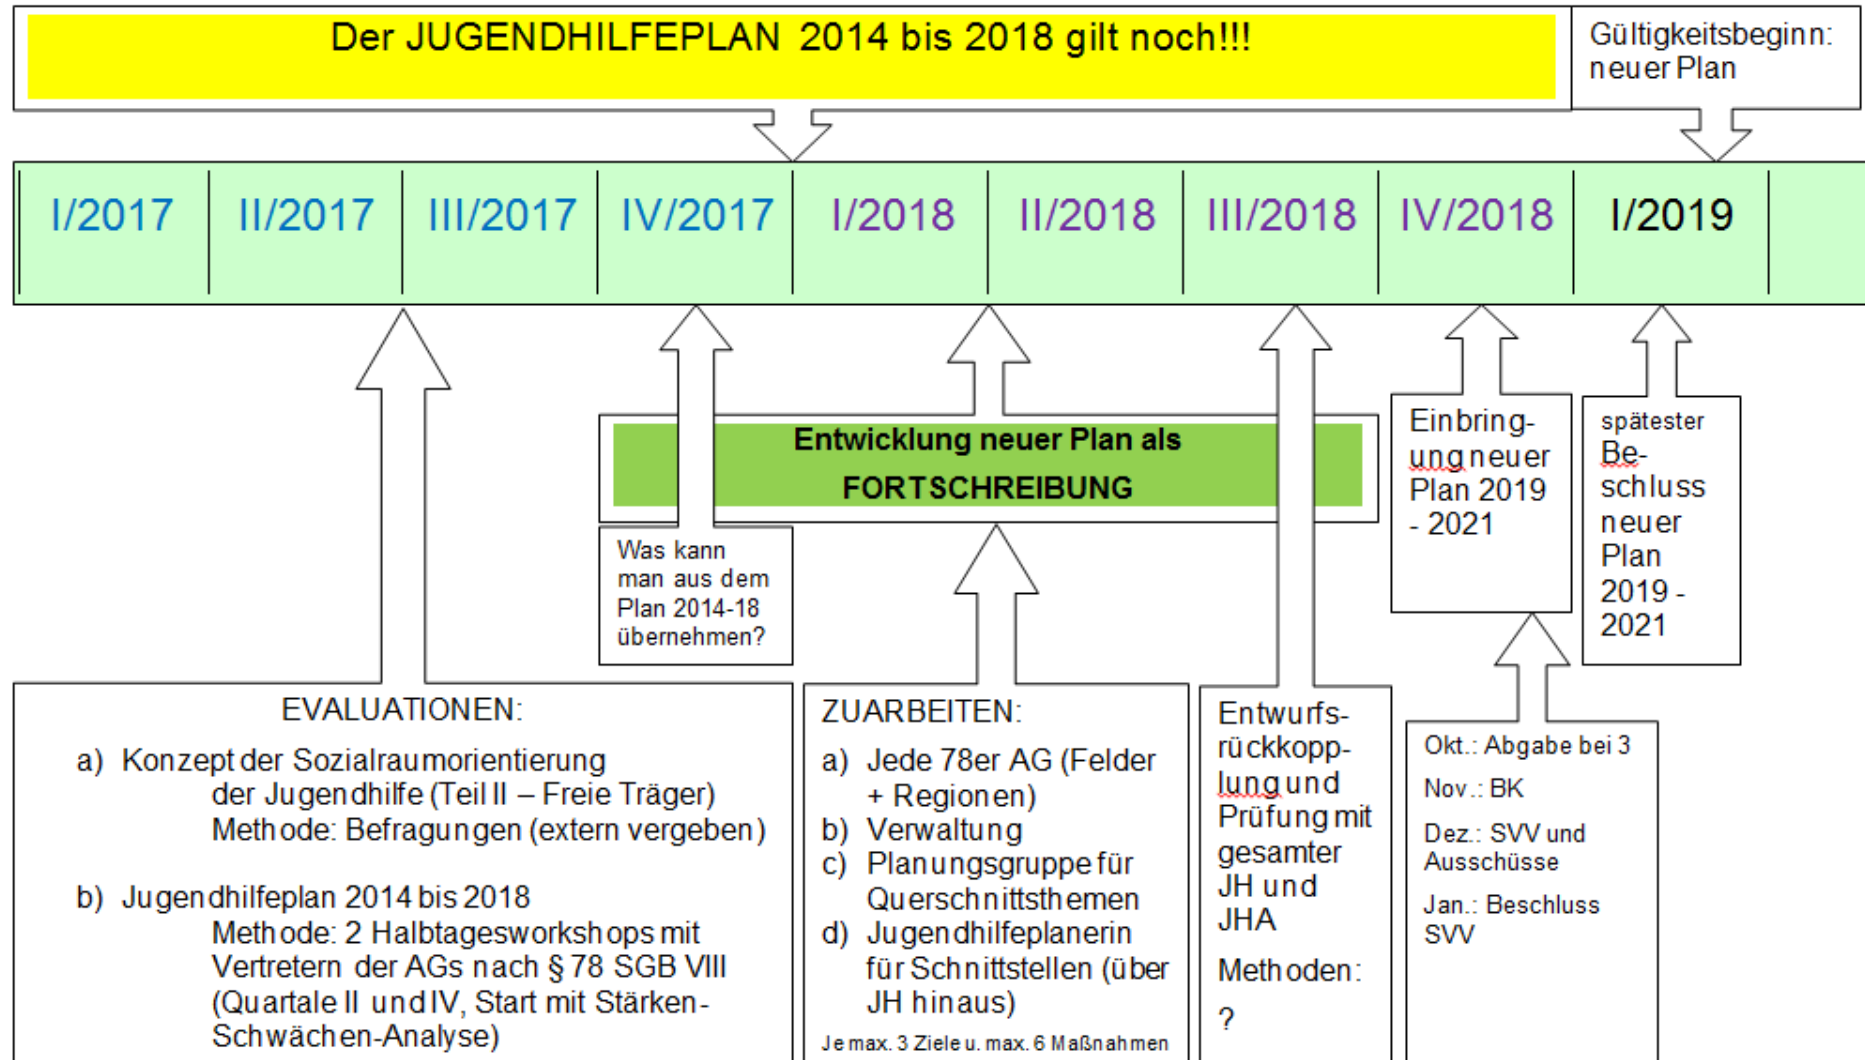 Der JUGENDHILFEPLAN 2014 bis 2018 gilt noch!!!
Gültigkeitsbeginn:
neuer Plan
I/2017
II/2017
III/2017
IV/2017
I/2018
II/2018
III/2018
IV/2018
I/2019
Entwicklung neuer Plan als
FORTSCHREIBUNG
Was kann
man aus dem
Plan 2014-18
übernehmen?
Einbring-
ung neuer
Plan 2019
- 2021
spätester
Be-
schluss
neuer
Plan
2019 -
2021
EVALUATIONEN:
a) Konzept der Sozialraumorientierung
der Jugendhilfe (Teil II – Freie Träger)
Methode: Befragungen (extern vergeben)
b) Jugendhilfeplan 2014 bis 2018
Methode: 2 Halbtagesworkshops mit
Vertretern der AGs nach § 78 SGB VIII
(Quartale II und IV, Start mit Stärken-
Schwächen-Analyse)
ZUARBEITEN:
a) Jede 78er AG (Felder
+ Regionen)
b) Verwaltung
c) Planungsgruppe für
Querschnittsthemen
d) Jugendhilfeplanerin
für Schnittstellen (über
JH hinaus)
Je max. 3 Ziele u. max. 6 Maßnahmen
Entwurfs-
rückkopp-
lung und
Prüfung mit
gesamter
JH und
JHA
Methoden:
?
Okt.: Abgabe bei 3
Nov.: BK
Dez.: SVV und
Ausschüsse
Jan.: Beschluss
SVV